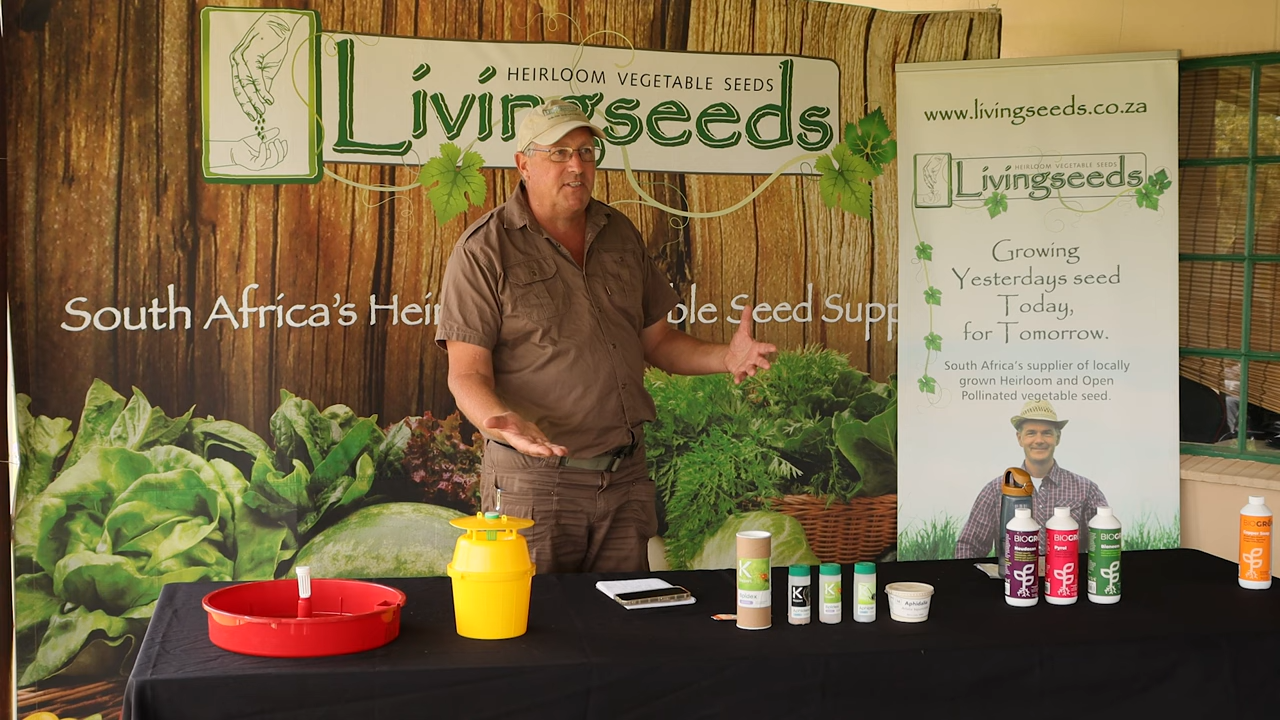 HEIRLOOM VEGETABLE SEEDS
Livingseeds
South Africa's Heir ble Seed Supp
www.livingseeds.co.za
HEIRLOOM VEGETABLE SEEDS
Livingseeds
Growing
Yesterdays seed
Today,
for Tomorrow.
South Africa's supplier of locally
grown Heirloom and Open
Pollinated vegetable seed.
K
K
K
BIOGRO
Pyrol
BIOGRO
BIOGRO